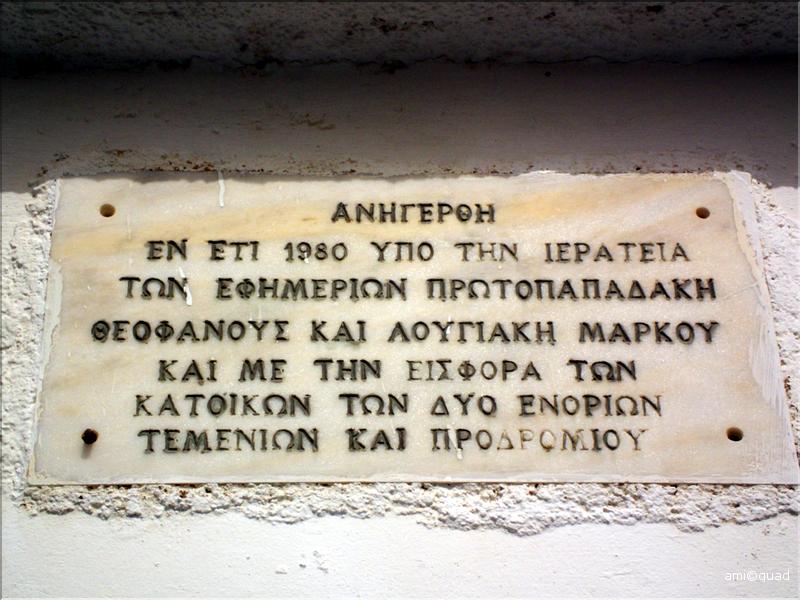 ΑΝΗΓΕΡΘΗ
ΕΝ ΕΤΙ 1980 ΥΠΟ ΤΗΝ ΙΕΡΑΤΕΙΑ
ΤΩΝ ΕΦΗΜΕΡΙΩΝ ΠΡΩΤΟΠΑΠΑΔΑΚΗ
ΘΕΟΦΑΝΟΥΣ ΚΑΙ ΛΟΥΓΙΑΚΗ ΜΑΡΚΟΥ
ΚΑΙ ΜΕ ΤΗΝ ΕΙΣΦΟΡΑ ΤΩΝ
ΚΑΤΟΙΚΩΝ ΤΩΝ ΔΥΟ ΕΝΟΡΙΩΝ
ΤΕΜΕΝΙΩΝ ΚΑΙ ΠΡΟΔΡΟΜΙΟΥ
ami©quad